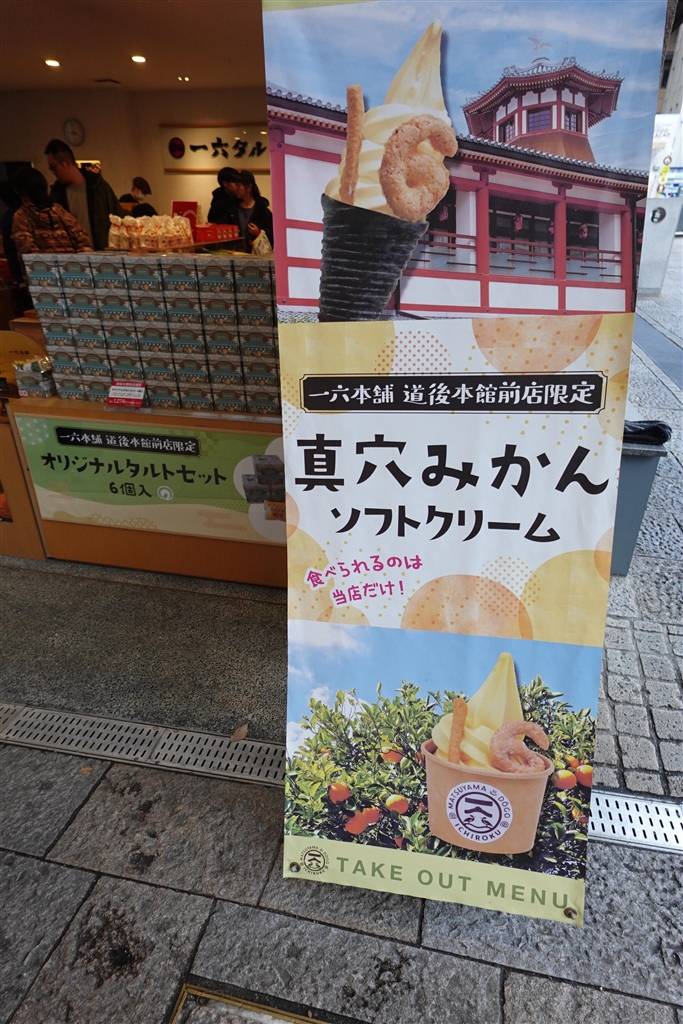 一六タル
一六本舗 道後本館前店限定
真穴みかん
ソフトクリーム
食べられるのは
当店だけ!
MATSUYAMA DŌGO
一六
ICHIROKU
TAKE OUT MENU
一六本舗 道後本館前店限定
オリジナルタルトセット
6個入